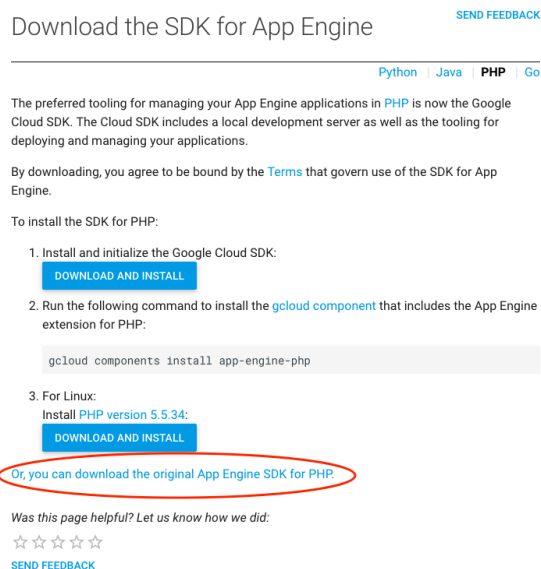 Download the SDK for App Engine
SEND FEEDBACK
Python | Java | PHP | Go
The preferred tooling for managing your App Engine applications in PHP is now the Google
Cloud SDK. The Cloud SDK includes a local development server as well as the tooling for
deploying and managing your applications.
By downloading, you agree to be bound by the Terms that govern use of the SDK for App
Engine.
To install the SDK for PHP:
1. Install and initialize the Google Cloud SDK:
DOWNLOAD AND INSTALL
2. Run the following command to install the gcloud component that includes the App Engine
extension for PHP:
gcloud components install app-engine-php
3. For Linux:
Install PHP version 5.5.34:
DOWNLOAD AND INSTALL
Or, you can download the original App Engine SDK for PHP.
Was this page helpful? Let us know how we did:
SEND FEEDBACK